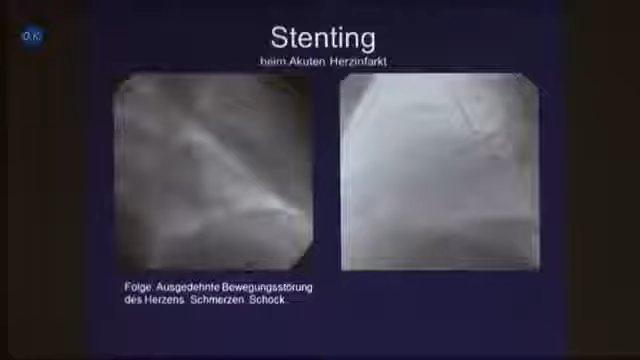 O.K.
Stenting
beim Akuten Herzinfarkt
Folge: Ausgedehnte Bewegungsstörung
des Herzens. Schmerzen. Schock.